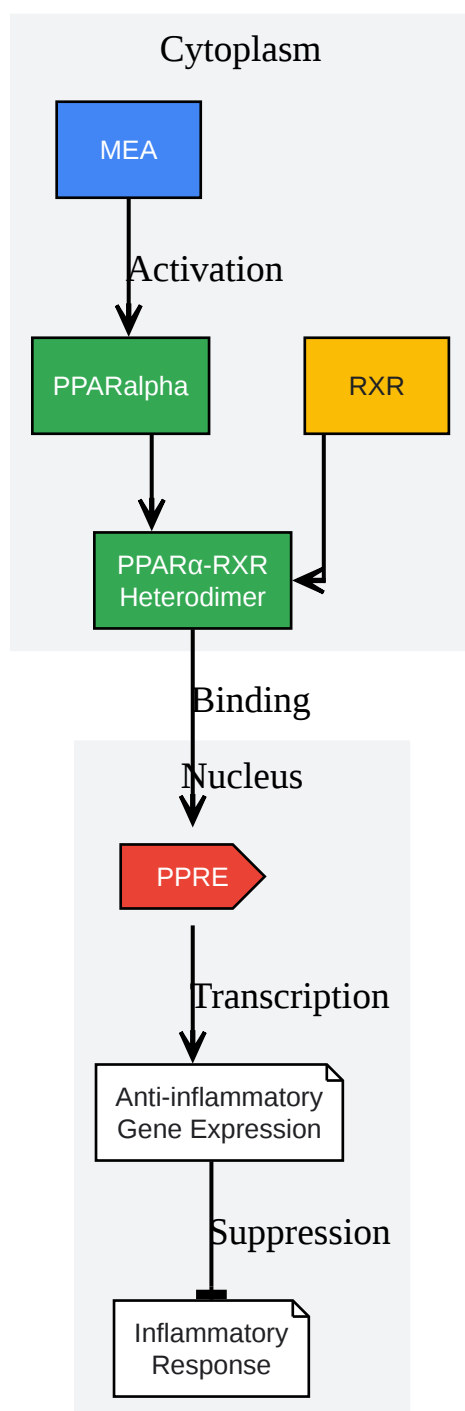 Cytoplasm
MEA
Activation
PPARalpha
RXR
PPARα-RXR
Heterodimer
Binding
Nucleus
PPRE
Transcription
Anti-inflammatory
Gene Expression
Suppression
Inflammatory
Response